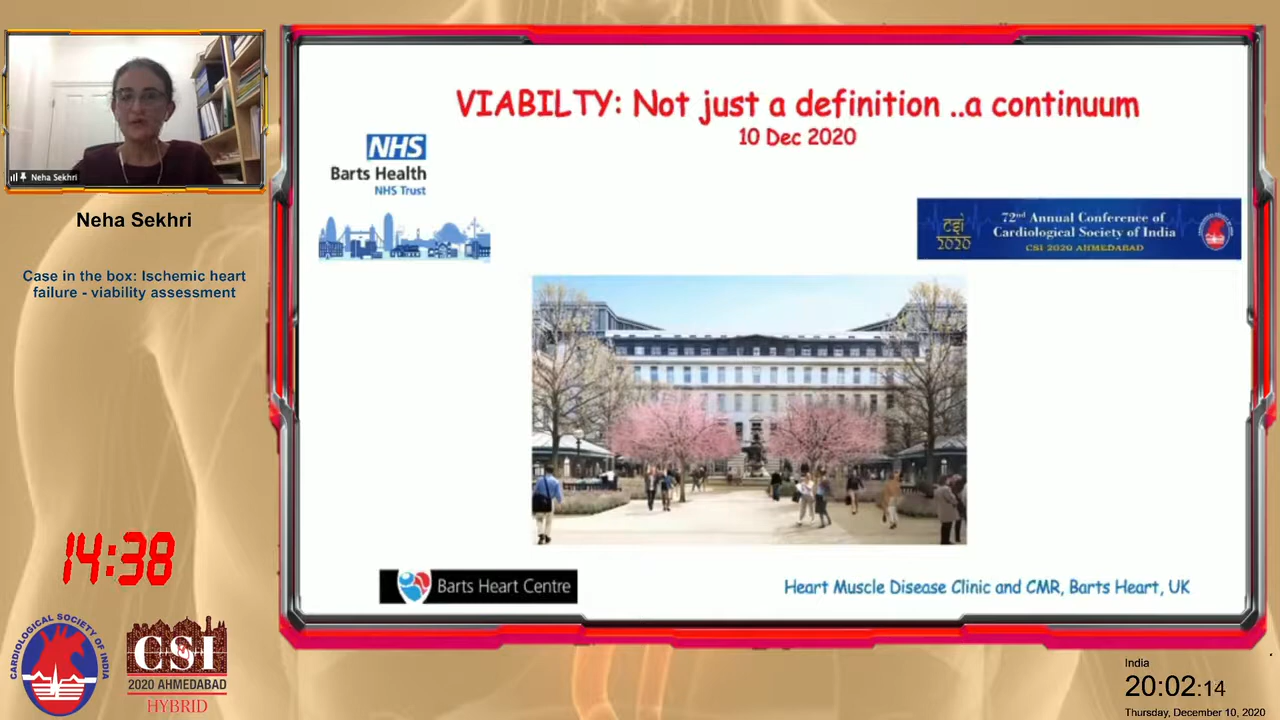 Neha Sekhri
Neha Sekhri
Case in the box: Ischemic heart
failure - viability assessment
14:38
CARDIOLOGICAL SOCIETY OF INDIA
CSI
2020 AHMEDABAD
HYBRID
VIABILTY: Not just a definition ..a continuum
10 Dec 2020
NHS
Barts Health
NHS Trust
CSI
2020
72nd Annual Conference of
Cardiological Society of India
CSI 2020 AHMEDABAD
Barts Heart Centre
Heart Muscle Disease Clinic and CMR, Barts Heart, UK
India
20:02:14
Thursday, December 10, 2020